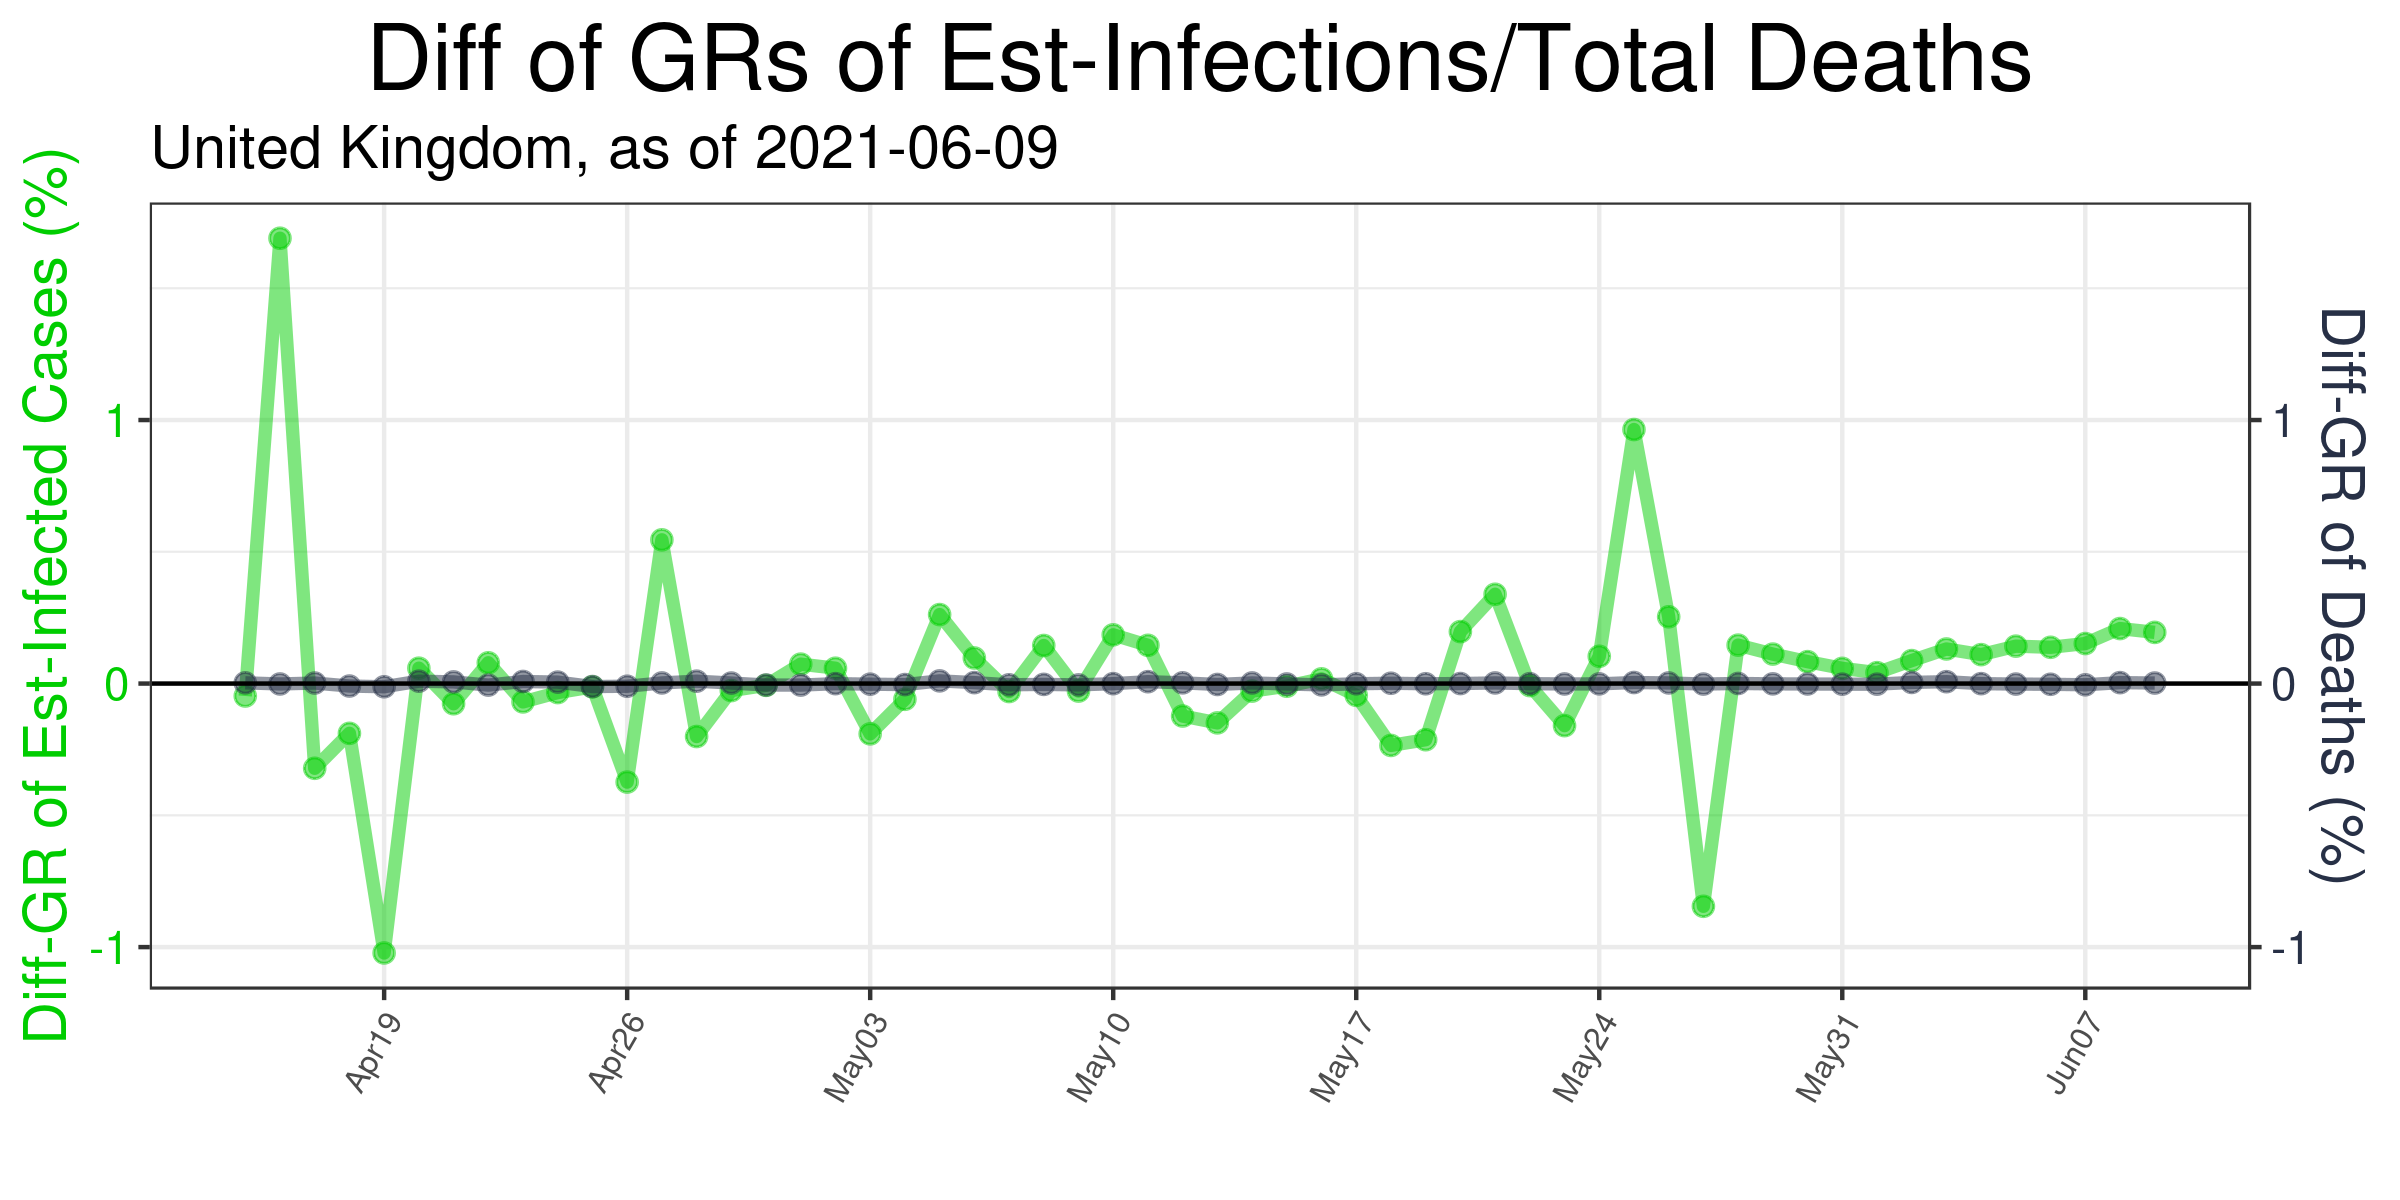 Diff of GRs of Est-Infections/Total Deaths
United Kingdom, as of 2021-06-09
Diff-GR of Est-Infected Cases (%)
1
0
-1
1
0
-1
Diff-GR of Deaths (%)
Apr19
Apr26
May03
May10
May17
May24
May31
Jun07